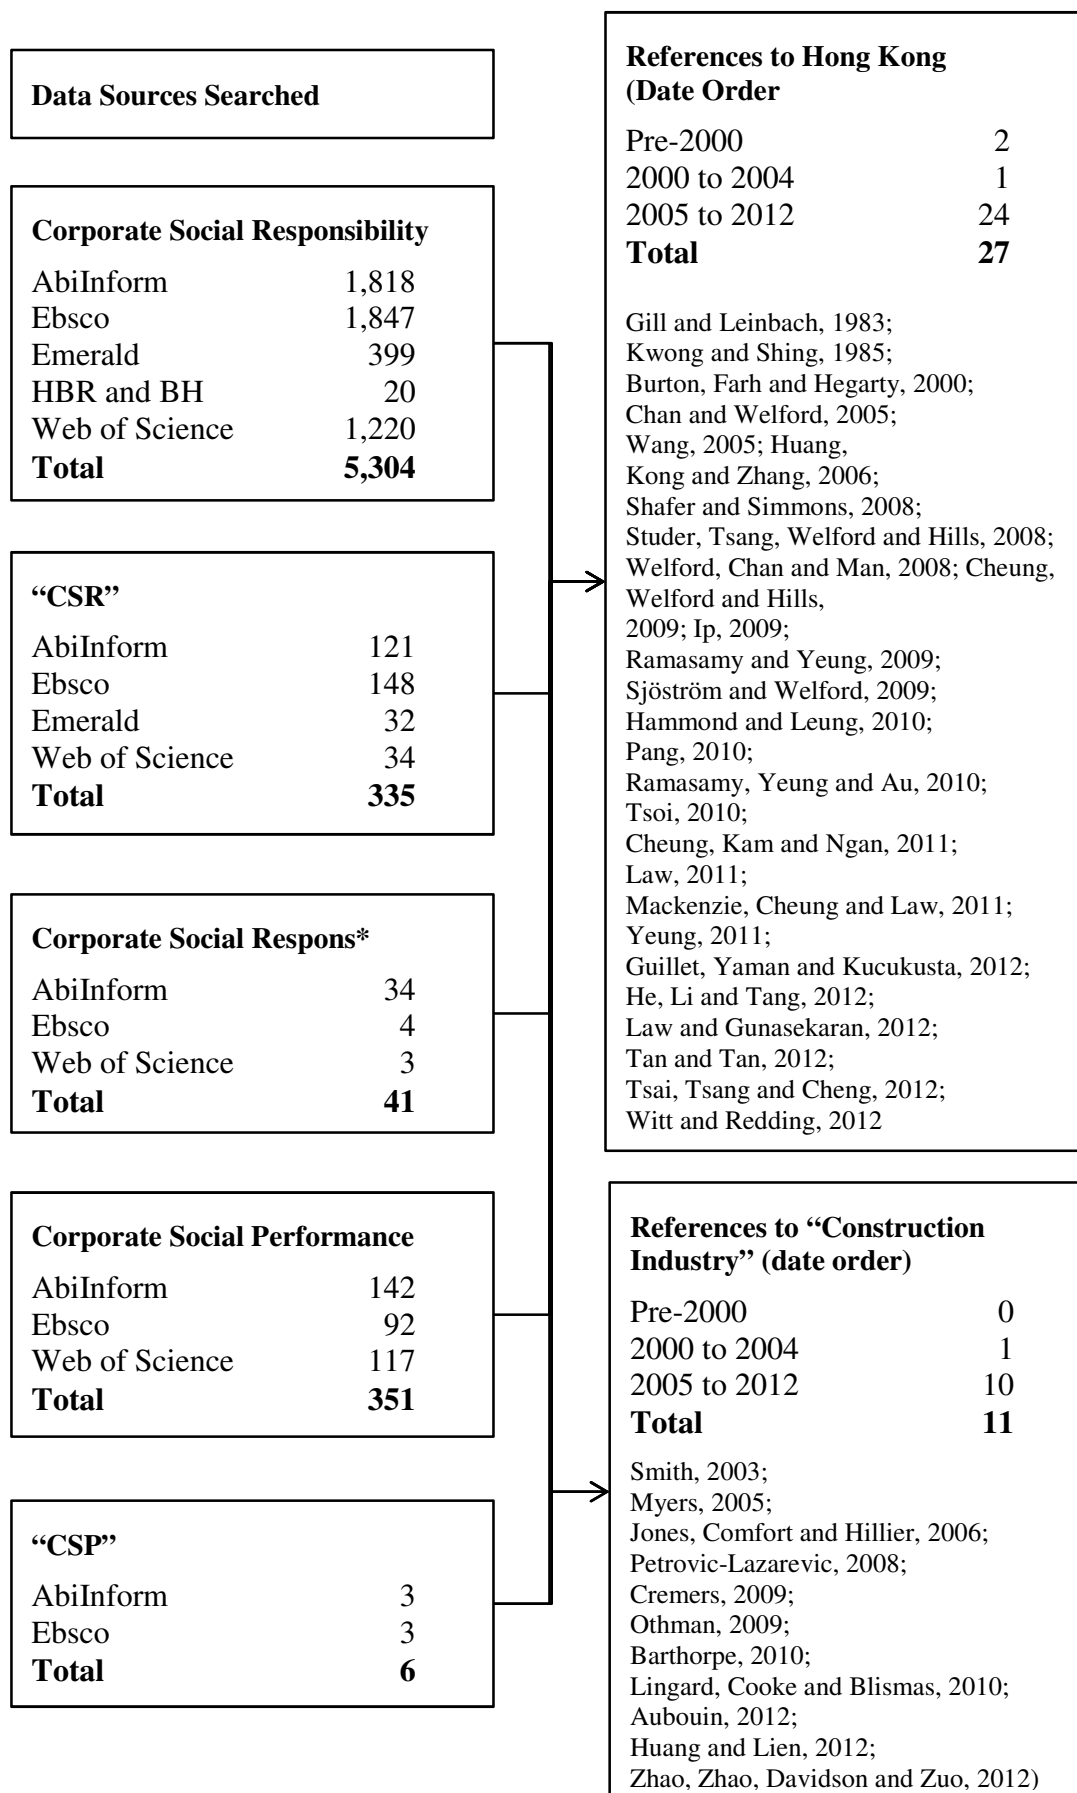 Data Sources Searched
Corporate Social Responsibility
AbiInform 1,818
Ebsco 1,847
Emerald 399
HBR and BH 20
Web of Science 1,220
Total 5,304
“CSR”
AbiInform 121
Ebsco 148
Emerald 32
Web of Science 34
Total 335
Corporate Social Respons*
AbiInform 34
Ebsco 4
Web of Science 3
Total 41
Corporate Social Performance
AbiInform 142
Ebsco 92
Web of Science 117
Total 351
“CSP”
AbiInform 3
Ebsco 3
Total 6
References to Hong Kong
(Date Order
Pre-2000 2
2000 to 2004 1
2005 to 2012 24
Total 27
Gill and Leinbach, 1983;
Kwong and Shing, 1985;
Burton, Farh and Hegarty, 2000;
Chan and Welford, 2005;
Wang, 2005; Huang,
Kong and Zhang, 2006;
Shafer and Simmons, 2008;
Studer, Tsang, Welford and Hills, 2008;
Welford, Chan and Man, 2008; Cheung,
Welford and Hills,
2009; Ip, 2009;
Ramasamy and Yeung, 2009;
Sjöström and Welford, 2009;
Hammond and Leung, 2010;
Pang, 2010;
Ramasamy, Yeung and Au, 2010;
Tsoi, 2010;
Cheung, Kam and Ngan, 2011;
Law, 2011;
Mackenzie, Cheung and Law, 2011;
Yeung, 2011;
Guillet, Yaman and Kucukusta, 2012;
He, Li and Tang, 2012;
Law and Gunasekaran, 2012;
Tan and Tan, 2012;
Tsai, Tsang and Cheng, 2012;
Witt and Redding, 2012
References to “Construction
Industry” (date order)
Pre-2000 0
2000 to 2004 1
2005 to 2012 10
Total 11
Smith, 2003;
Myers, 2005;
Jones, Comfort and Hillier, 2006;
Petrovic-Lazarevic, 2008;
Cremers, 2009;
Othman, 2009;
Barthorpe, 2010;
Lingard, Cooke and Blismas, 2010;
Aubouin, 2012;
Huang and Lien, 2012;
Zhao, Zhao, Davidson and Zuo, 2012)